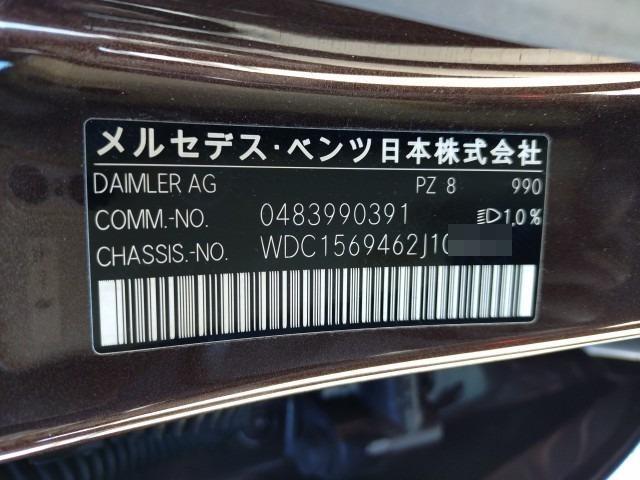 メルセデス・ベンツ日本株式会社
DAIMLER AG PZ 8 990
COMM.-NO. 0483990391 1,0%
CHASSIS.-NO. WDC1569462J10